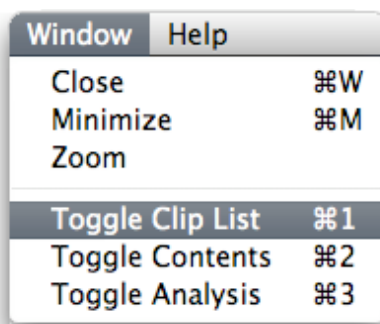 Window Help
Close ⌘W
Minimize ⌘M
Zoom
Toggle Clip List ⌘1
Toggle Contents ⌘2
Toggle Analysis ⌘3